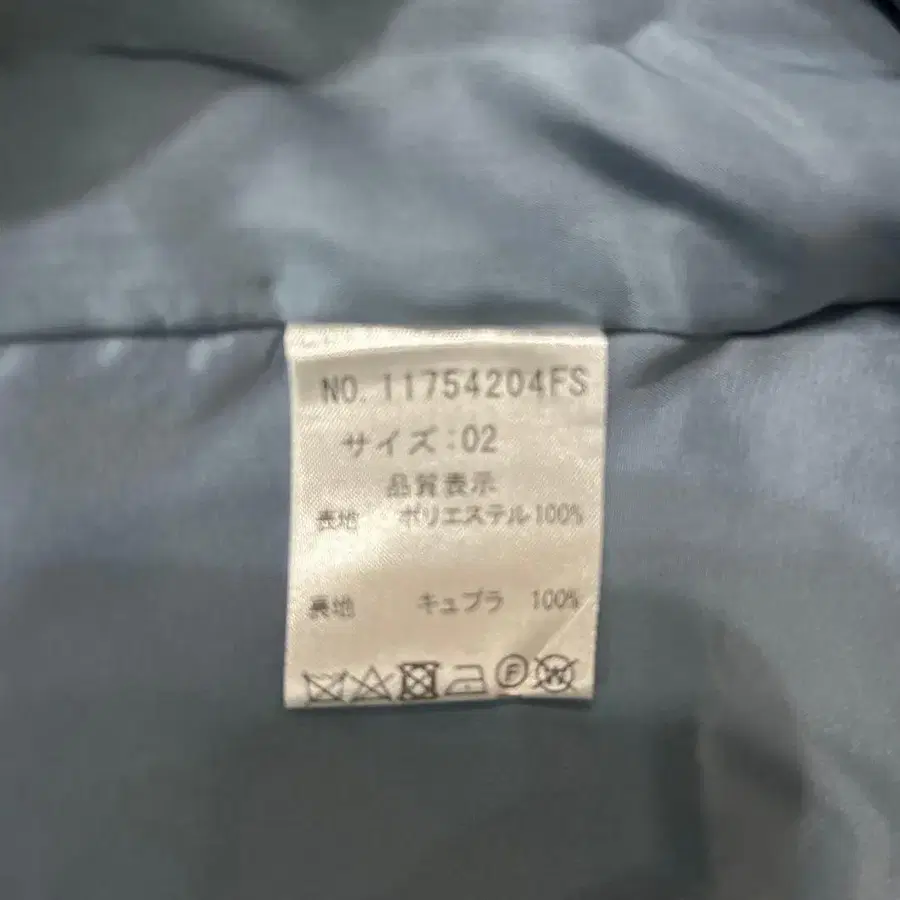 NO. 11754204FS
サイズ:02
品質表示
表地 ポリエステル100%
裏地 キュプラ 100%
F W